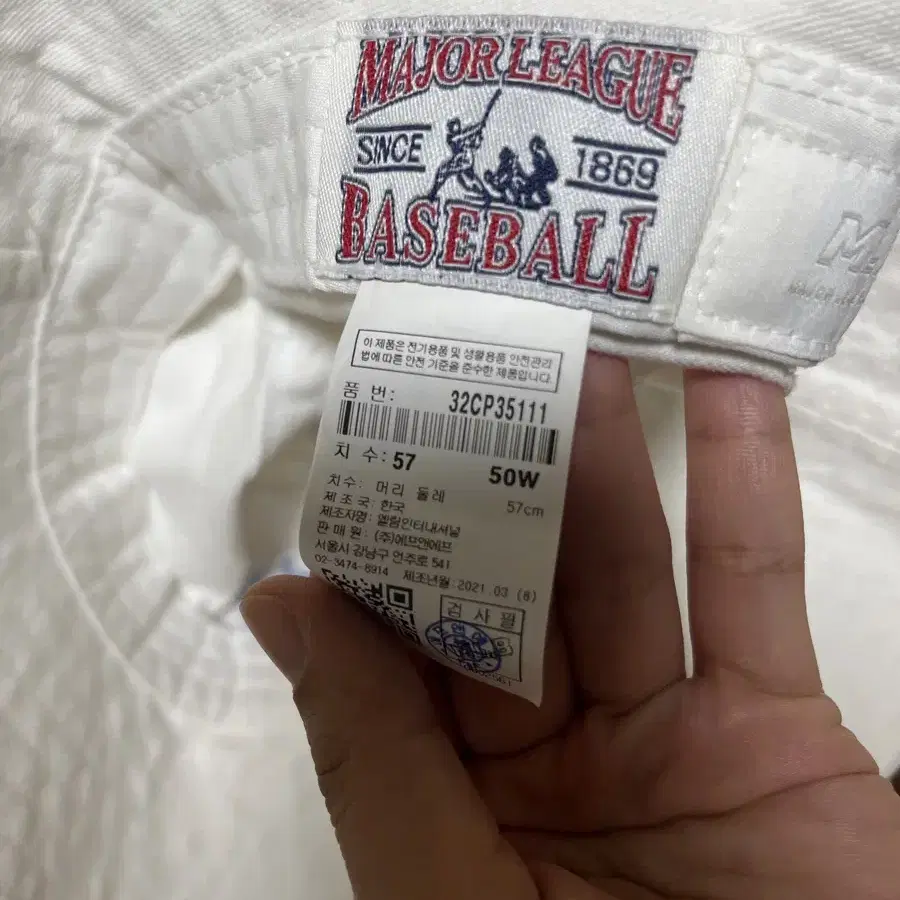 MAJOR LEAGUE
SINCE 1869
BASEBALL
이 제품은 전기용품 및 생활용품 안전관리
법에 따른 안전 기준을 준수한 제품입니다.
품 번: 32CP35111
치 수: 57 50W
치수: 머리 둘레 57cm
제 조 국: 한국
제조자명: 엘림인터내셔널
판 매 원: (주)에프앤에프
서울시 강남구 언주로 541
02-3474-8914 제조년월: 2021.03 (8)
검 사 필